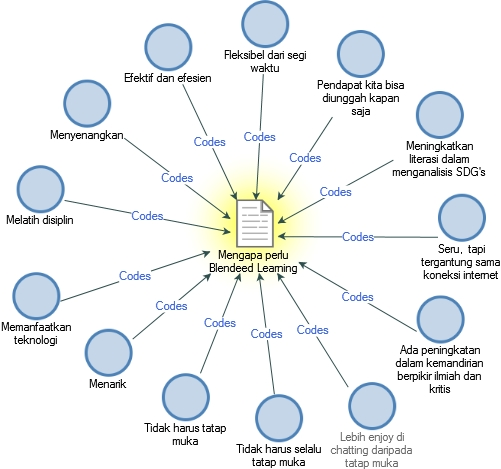 Fleksibel dari segi
waktu
Efektif dan efesien
Pendapat kita bisa
diunggah kapan
saja
Menyenangkan
Codes
Codes
Codes
Meningkatkan
literasi dalam
menganalisis SDG's
Codes
Codes
Melatih disiplin
Codes
Codes
Seru, tapi
tergantung sama
koneksi internet
Mengapa perlu
Blendeed Learning
Codes
Memanfaatkan
teknologi
Codes
Codes
Codes
Codes
Codes
Ada peningkatan
dalam kemandirian
berpikir ilmiah dan
kritis
Menarik
Tidak harus tatap
muka
Tidak harus selalu
tatap muka
Lebih enjoy di
chatting daripada
tatap muka